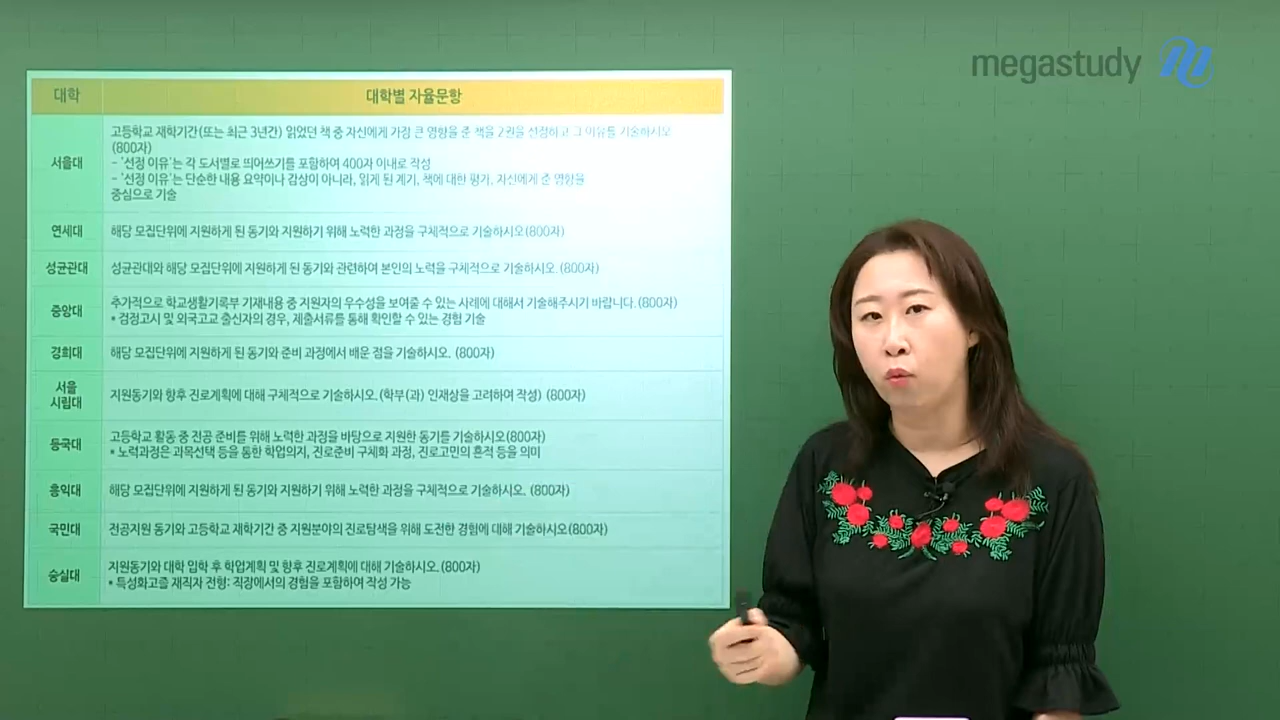 megastudy
대학
대학별 자율문항
서울대
고등학교 재학기간(또는 최근 3년간) 읽었던 책 중 자신에게 가장 큰 영향을 준 책을 2권을 선정하고 그 이유를 기술하시오
(800자)
- '선정 이유'는 각 도서별로 띄어쓰기를 포함하여 400자 이내로 작성
- '선정 이유'는 단순한 내용 요약이나 감상이 아니라, 읽게 된 계기, 책에 대한 평가, 자신에게 준 영향을
중심으로 기술
연세대
해당 모집단위에 지원하게 된 동기와 지원하기 위해 노력한 과정을 구체적으로 기술하시오(800자)
성균관대
성균관대와 해당 모집단위에 지원하게 된 동기와 관련하여 본인의 노력을 구체적으로 기술하시오.(800자)
중앙대
추가적으로 학교생활기록부 기재내용 중 지원자의 우수성을 보여줄 수 있는 사례에 대해서 기술해주시기 바랍니다.(800자)
* 검정고시 및 외국고교 출신자의 경우, 제출서류를 통해 확인할 수 있는 경험 기술
경희대
해당 모집단위에 지원하게 된 동기와 준비 과정에서 배운 점을 기술하시오. (800자)
서울
시립대
지원동기와 향후 진로계획에 대해 구체적으로 기술하시오.(학부(과) 인재상을 고려하여 작성) (800자)
동국대
고등학교 활동 중 전공 준비를 위해 노력한 과정을 바탕으로 지원한 동기를 기술하시오(800자)
* 노력과정은 과목선택 등을 통한 학업의지, 진로준비 구체화 과정, 진로고민의 흔적 등을 의미
홍익대
해당 모집단위에 지원하게 된 동기와 지원하기 위해 노력한 과정을 구체적으로 기술하시오. (800자)
국민대
전공지원 동기와 고등학교 재학기간 중 지원분야의 진로탐색을 위해 도전한 경험에 대해 기술하시오(800자)
숭실대
지원동기와 대학 입학 후 학업계획 및 향후 진로계획에 대해 기술하시오.(800자)
* 특성화고졸 재직자 전형: 직장에서의 경험을 포함하여 작성 가능